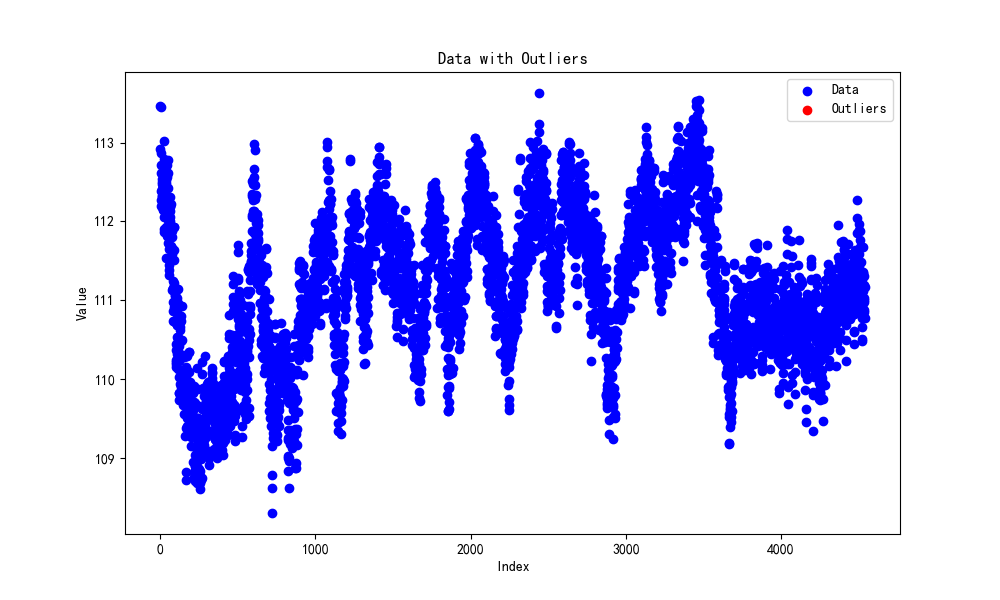 Data with Outliers
Data
Outliers
113
112
111
110
109
Value
0 1000 2000 3000 4000
Index